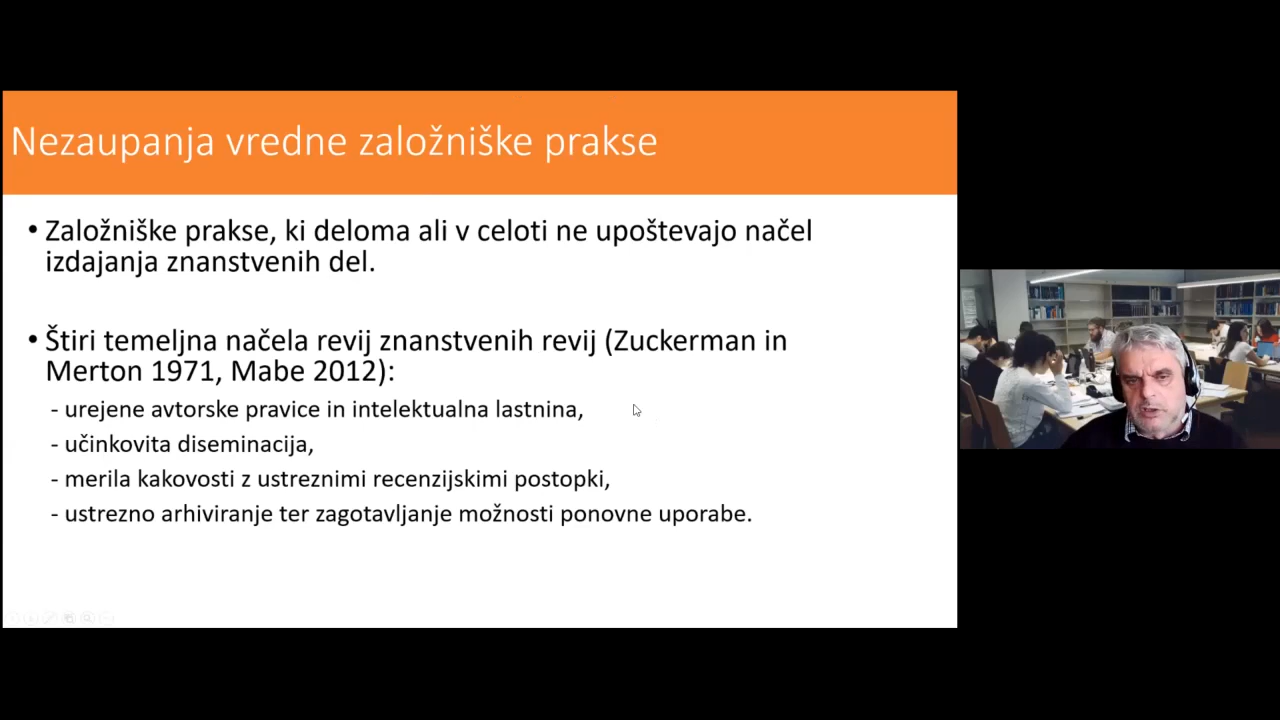 Nezaupanja vredne založniške prakse
• Založniške prakse, ki deloma ali v celoti ne upoštevajo načel
izdajanja znanstvenih del.
• Štiri temeljna načela revij znanstvenih revij (Zuckerman in
Merton 1971, Mabe 2012):
- urejene avtorske pravice in intelektualna lastnina,
- učinkovita diseminacija,
- merila kakovosti z ustreznimi recenzijskimi postopki,
- ustrezno arhiviranje ter zagotavljanje možnosti ponovne uporabe.